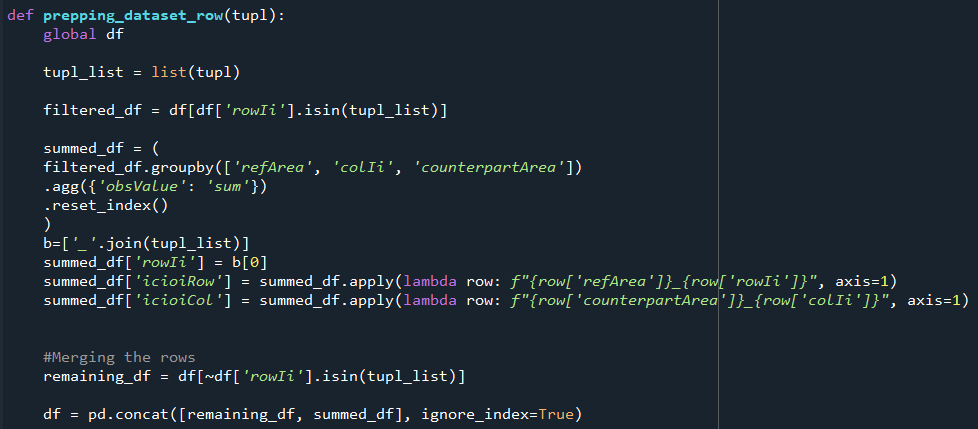 def prepping_dataset_row(tupl):
    global df

    tupl_list = list(tupl)

    filtered_df = df[df['rowIi'].isin(tupl_list)]

    summed_df = (
    filtered_df.groupby(['refArea', 'colIi', 'counterpartArea'])
    .agg({'obsValue': 'sum'})
    .reset_index()
    )
    b=['_'.join(tupl_list)]
    summed_df['rowIi'] = b[0]
    summed_df['icioiRow'] = summed_df.apply(lambda row: f"{row['refArea']}_{row['rowIi']}", axis=1)
    summed_df['icioiCol'] = summed_df.apply(lambda row: f"{row['counterpartArea']}_{row['colIi']}", axis=1)


    #Merging the rows
    remaining_df = df[~df['rowIi'].isin(tupl_list)]

    df = pd.concat([remaining_df, summed_df], ignore_index=True)